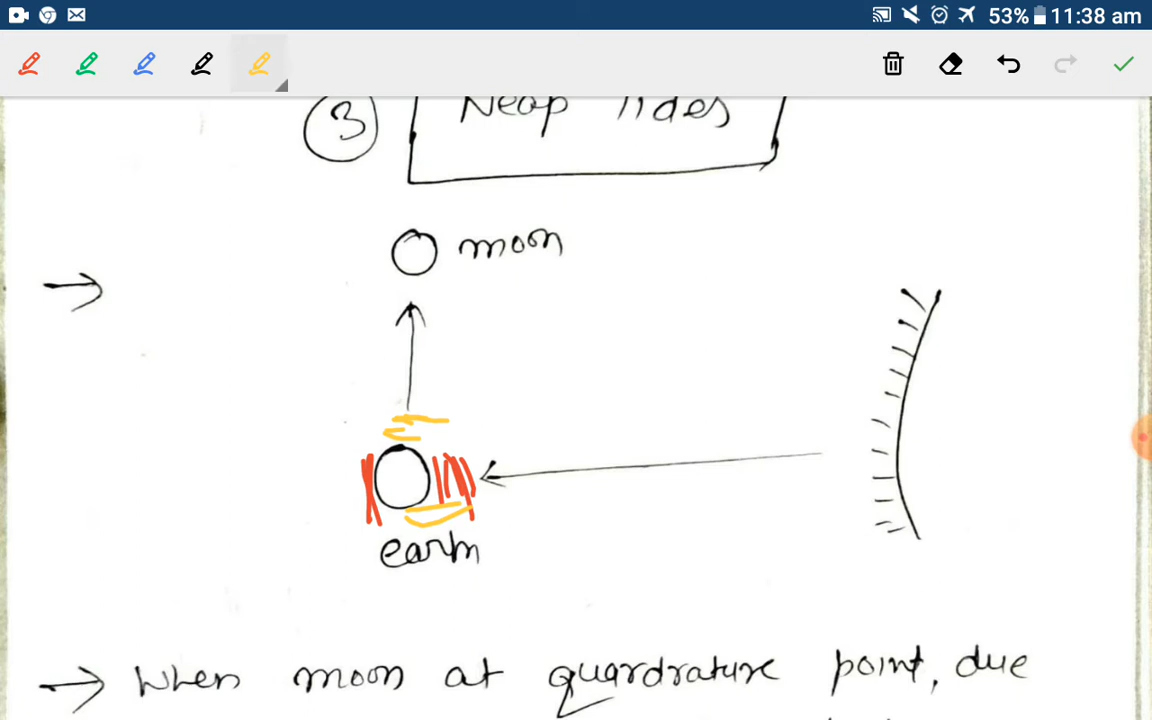 53% 11:38 am
3 Neap Tides
moon
earth
→ When moon at quardrature point, due